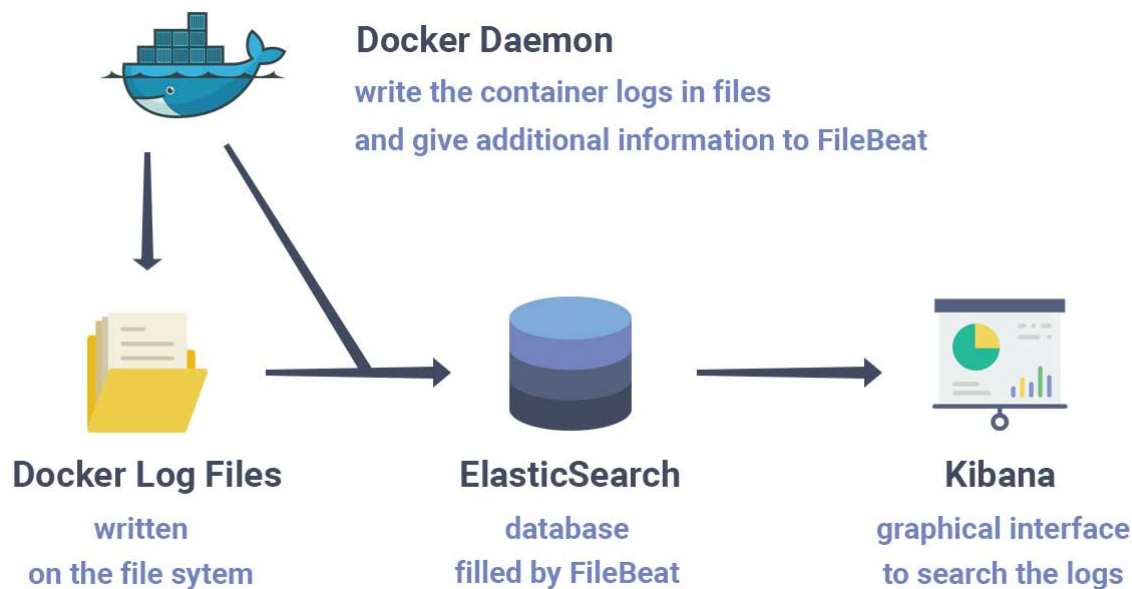 Docker Daemon
write the container logs in files
and give additional information to FileBeat
Docker Log Files
written
on the file sytem
ElasticSearch
database
filled by FileBeat
Kibana
graphical interface
to search the logs